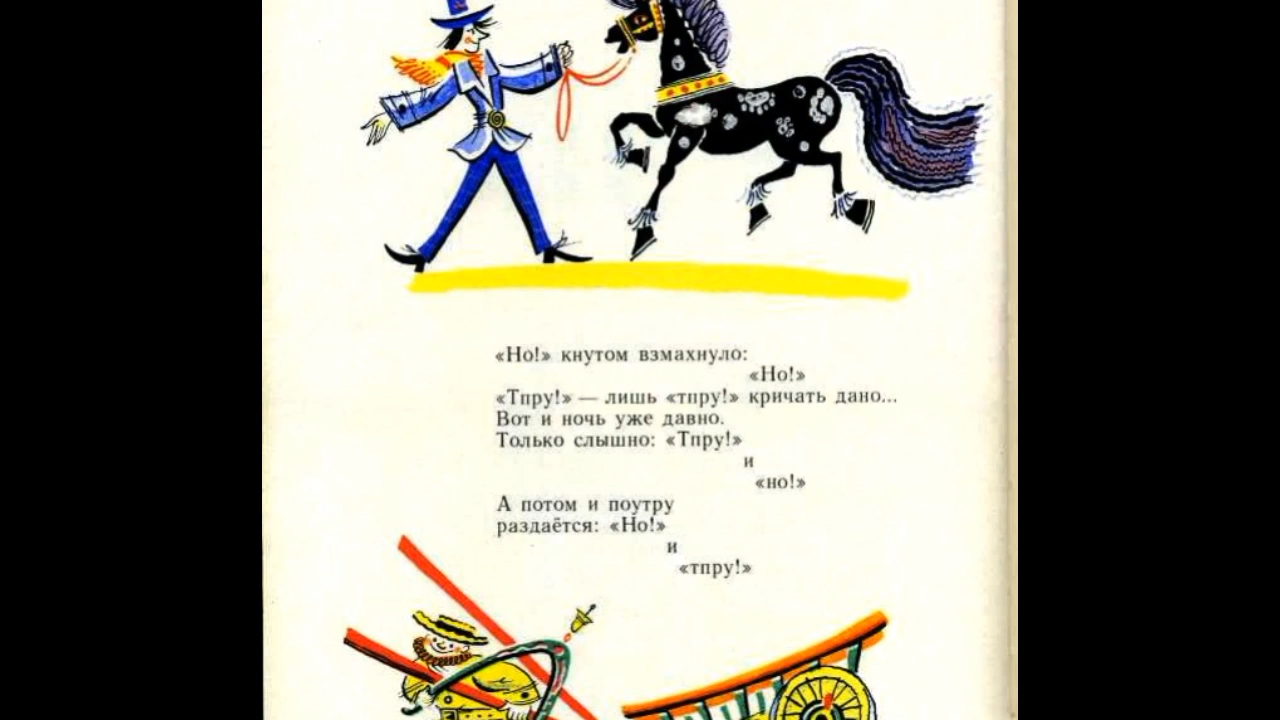 «Но!» кнутом взмахнуло:
«Но!»
«Тпру!» — лишь «тпру!» кричать дано...
Вот и ночь уже давно.
Только слышно: «Тпру!»
и
«но!»
А потом и поутру
раздаётся: «Но!»
и
«тпру!»